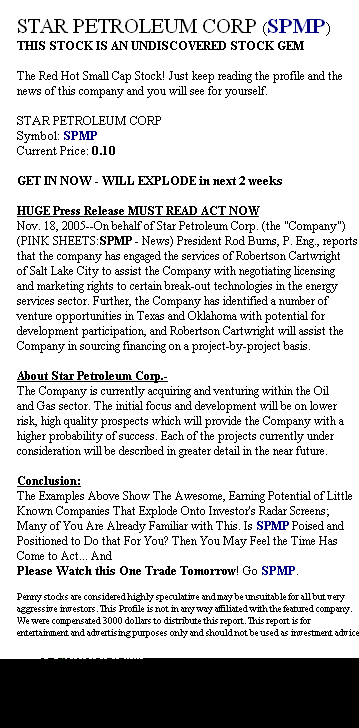 STAR PETROLEUM CORP (SPMP)
THIS STOCK IS AN UNDISCOVERED STOCK GEM
The Red Hot Small Cap Stock! Just keep reading the profile and the
news of this company and you will see for yourself.
STAR PETROLEUM CORP
Symbol: SPMP
Current Price: 0.10
GET IN NOW - WILL EXPLODE in next 2 weeks
HUGE Press Release MUST READ ACT NOW
Nov. 18, 2005--On behalf of Star Petroleum Corp. (the "Company")
(PINK SHEETS:SPMP - News) President Rod Burns, P. Eng., reports
that the company has engaged the services of Robertson Cartwright
of Salt Lake City to assist the Company with negotiating licensing
and marketing rights to certain break-out technologies in the energy
services sector. Further, the Company has identified a number of
venture opportunities in Texas and Oklahoma with potential for
development participation, and Robertson Cartwright will assist the
Company in sourcing financing on a project-by-project basis.
About Star Petroleum Corp.-
The Company is currently acquiring and venturing within the Oil
and Gas sector. The initial focus and development will be on lower
risk, high quality prospects which will provide the Company with a
higher probability of success. Each of the projects currently under
consideration will be described in greater detail in the near future.
Conclusion:
The Examples Above Show The Awesome, Earning Potential of Little
Known Companies That Explode Onto Investor's Radar Screens;
Many of You Are Already Familiar with This. Is SPMP Poised and
Positioned to Do that For You? Then You May Feel the Time Has
Come to Act... And
Please Watch this One Trade Tomorrow! Go SPMP.
Penny stocks are considered highly speculative and may be unsuitable for all but very
aggressive investors. This Profile is not in any way affiliated with the featured company.
We were compensated 3000 dollars to distribute this report. This report is for
entertainment and advertising purposes only and should not be used as investment advice